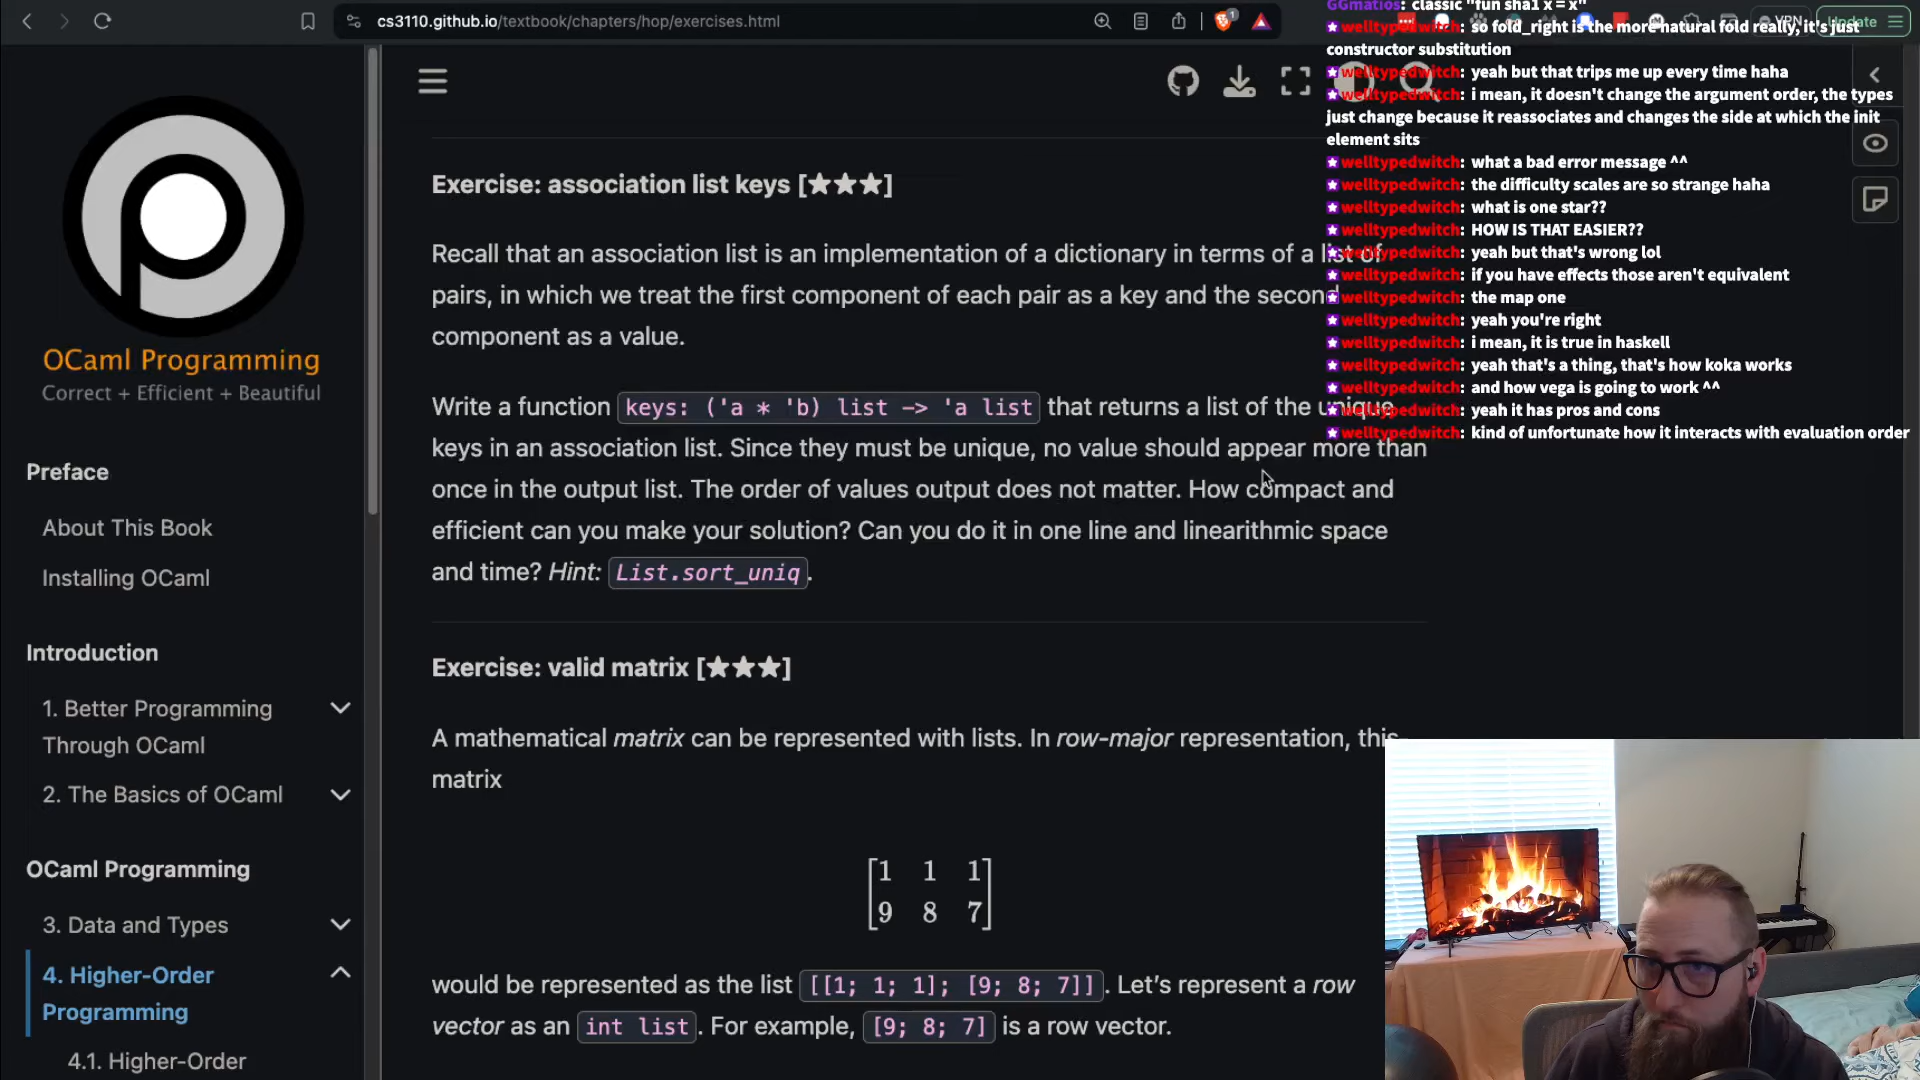 cs3110.github.io/textbook/chapters/hop/exercises.html
1
VPN
Update
OCaml Programming
Correct + Efficient + Beautiful
Preface
About This Book
Installing OCaml
Introduction
1. Better Programming
Through OCaml
2. The Basics of OCaml
OCaml Programming
3. Data and Types
4. Higher-Order
Programming
4.1. Higher-Order
Exercise: association list keys [★★★]
Recall that an association list is an implementation of a dictionary in terms of a list of
pairs, in which we treat the first component of each pair as a key and the second
component as a value.
Write a function keys: ('a * 'b) list -> 'a list that returns a list of the unique
keys in an association list. Since they must be unique, no value should appear more than
once in the output list. The order of values output does not matter. How compact and
efficient can you make your solution? Can you do it in one line and linearithmic space
and time? Hint: List.sort_uniq.
Exercise: valid matrix [★★★]
A mathematical matrix can be represented with lists. In row-major representation, this
matrix
1 1 1
9 8 7
would be represented as the list [[1; 1; 1]; [9; 8; 7]]. Let's represent a row
vector as an int list. For example, [9; 8; 7] is a row vector.
GGmatios: classic "fun sha1 x = x"
welltypedwitch: so fold_right is the more natural fold really, it's just
constructor substitution
welltypedwitch: yeah but that trips me up every time haha
welltypedwitch: i mean, it doesn't change the argument order, the types
just change because it reassociates and changes the side at which the init
element sits
welltypedwitch: what a bad error message ^^
welltypedwitch: the difficulty scales are so strange haha
welltypedwitch: what is one star??
welltypedwitch: HOW IS THAT EASIER??
welltypedwitch: yeah but that's wrong lol
welltypedwitch: if you have effects those aren't equivalent
welltypedwitch: the map one
welltypedwitch: yeah you're right
welltypedwitch: i mean, it is true in haskell
welltypedwitch: yeah that's a thing, that's how koka works
welltypedwitch: and how vega is going to work ^^
welltypedwitch: yeah it has pros and cons
welltypedwitch: kind of unfortunate how it interacts with evaluation order